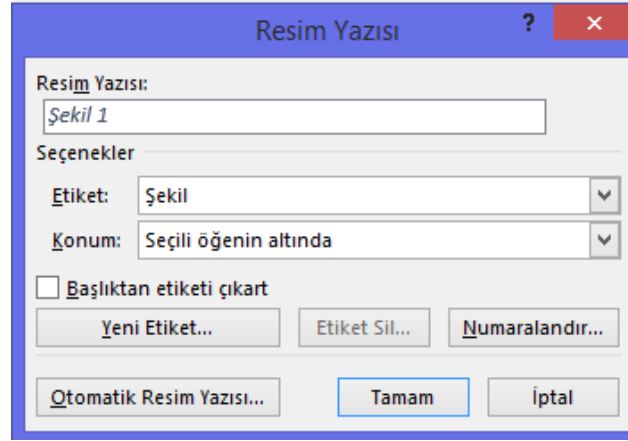 Resim Yazısı
?
×
Resim Yazısı:
Şekil 1
Seçenekler
Etiket: Şekil
Konum: Seçili öğenin altında
Başlıktan etiketi çıkart
Yeni Etiket... Etiket Sil... Numaralandır...
Otomatik Resim Yazısı... Tamam İptal